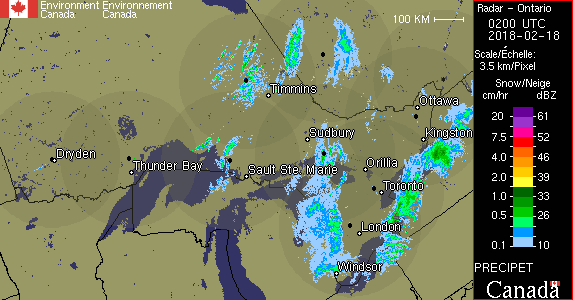 Environment Environnement
Canada Canada
100 KM
Radar - Ontario
0200 UTC
2018-02-18
Scale/Échelle:
3.5 km/Pixel
Snow/Neige
cm/hr dBZ
20 61
7.5 52
4.0 46
2.0 39
1.0 33
0.5 26
0.1 10
PRECIPET
Canada
Timmins
Ottawa
Sudbury
Kingston
Dryden
Thunder Bay
Sault Ste. Marie
Orillia
Toronto
London
Windsor